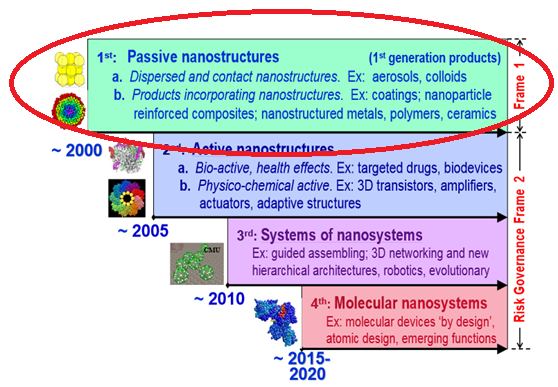 1st: Passive nanostructures (1st generation products)
a. Dispersed and contact nanostructures. Ex: aerosols, colloids
b. Products incorporating nanostructures. Ex: coatings; nanoparticle
reinforced composites; nanostructured metals, polymers, ceramics
~ 2000
2nd: Active nanostructures
a. Bio-active, health effects. Ex: targeted drugs, biodevices
b. Physico-chemical active. Ex: 3D transistors, amplifiers,
actuators, adaptive structures
~ 2005
CMU
3rd: Systems of nanosystems
Ex: guided assembling; 3D networking and new
hierarchical architectures, robotics, evolutionary
~ 2010
4th: Molecular nanosystems
Ex: molecular devices 'by design',
atomic design, emerging functions
~ 2015-
2020
Frame 1
Risk Governance Frame 2